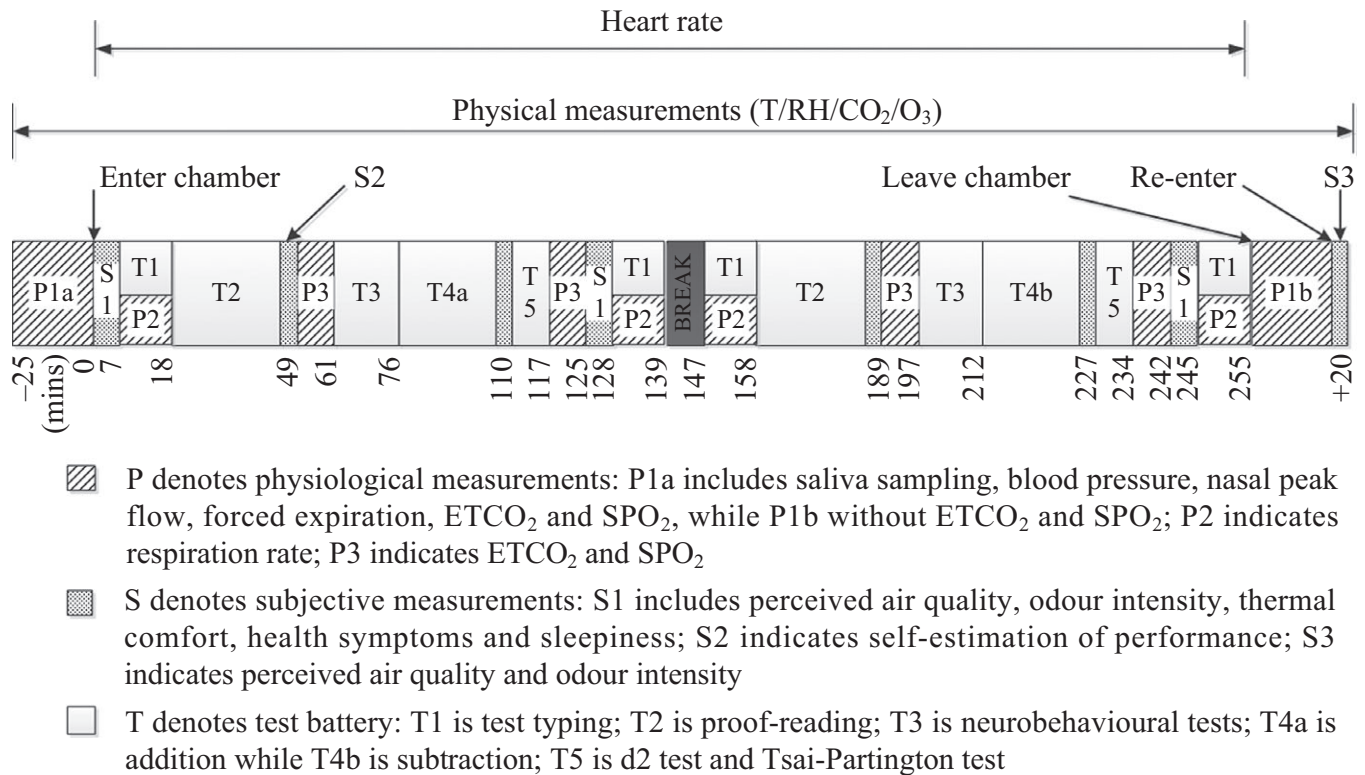 Heart rate
Physical measurements (T/RH/CO₂/O₃)
Enter chamber S2 Leave chamber Re-enter S3
P1a S1 T1 P2 T2 P3 T3 T4a T5 P3 S1 T1 P2 BREAK T1 P2 T2 P3 T3 T4b T5 P3 S1 T1 P2 P1b
−25 0 7 18 49 61 76 110 117 125 128 139 147 158 189 197 212 227 234 242 245 255 +20
(mins)
P denotes physiological measurements: P1a includes saliva sampling, blood pressure, nasal peak
flow, forced expiration, ETCO₂ and SPO₂, while P1b without ETCO₂ and SPO₂; P2 indicates
respiration rate; P3 indicates ETCO₂ and SPO₂
S denotes subjective measurements: S1 includes perceived air quality, odour intensity, thermal
comfort, health symptoms and sleepiness; S2 indicates self-estimation of performance; S3
indicates perceived air quality and odour intensity
T denotes test battery: T1 is test typing; T2 is proof-reading; T3 is neurobehavioural tests; T4a is
addition while T4b is subtraction; T5 is d2 test and Tsai-Partington test